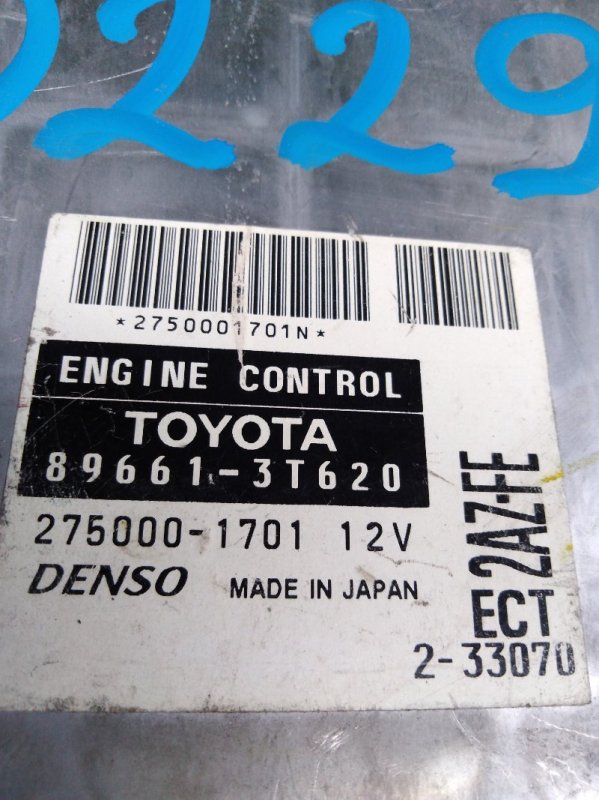 229
*2750001701N*
ENGINE CONTROL
TOYOTA
89661-3T620
275000-1701 12V
DENSO MADE IN JAPAN
2AZ-FE
ECT
2-33070